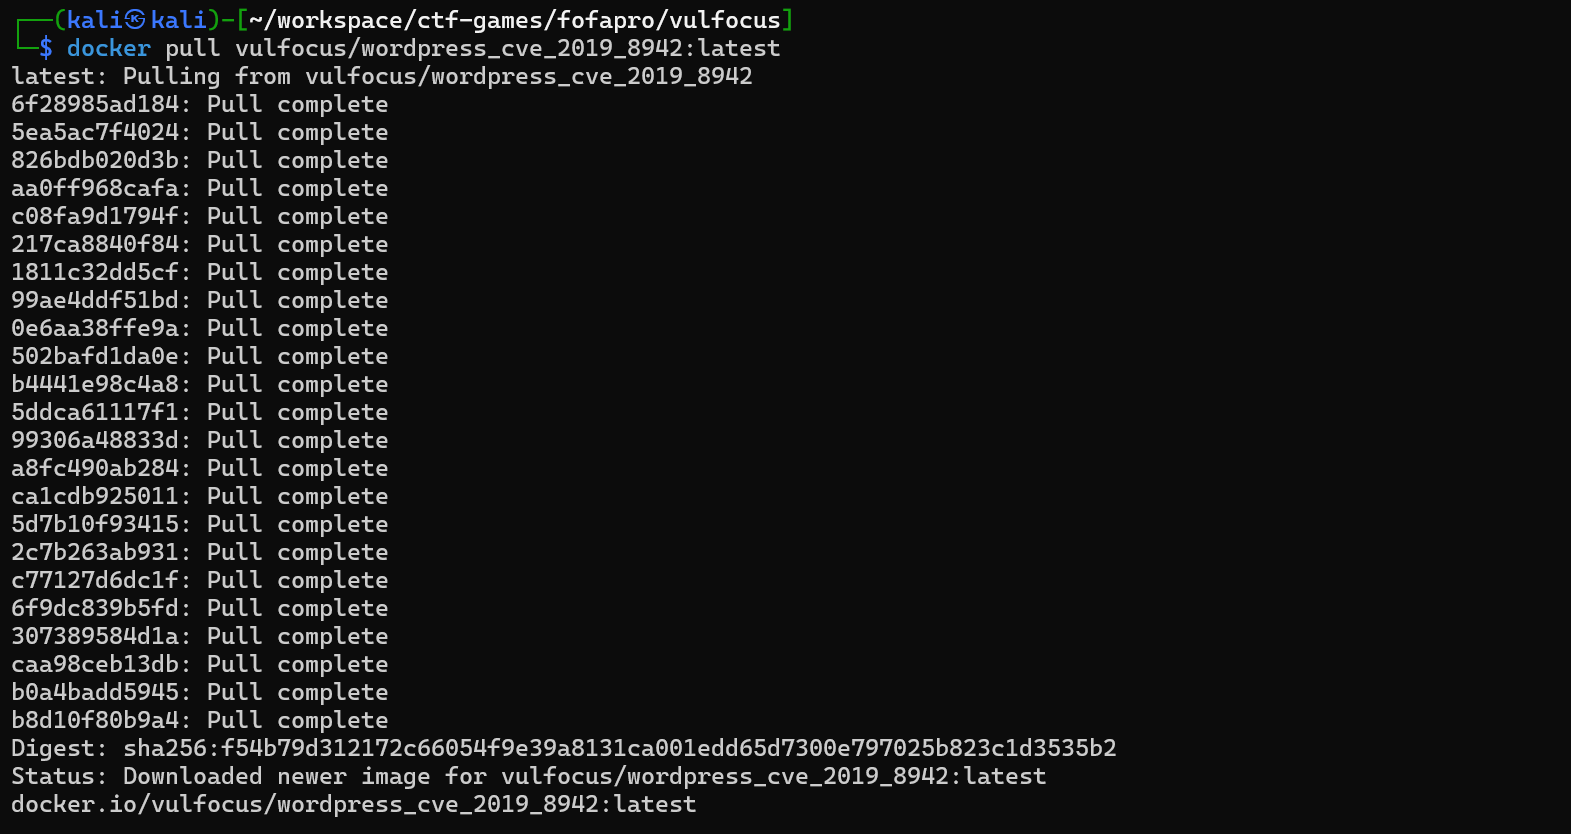 ┌──(kali㉿kali)-[~/workspace/ctf-games/fofapro/vulfocus]
└─$ docker pull vulfocus/wordpress_cve_2019_8942:latest
latest: Pulling from vulfocus/wordpress_cve_2019_8942
6f28985ad184: Pull complete
5ea5ac7f4024: Pull complete
826bdb020d3b: Pull complete
aa0ff968cafa: Pull complete
c08fa9d1794f: Pull complete
217ca8840f84: Pull complete
1811c32dd5cf: Pull complete
99ae4ddf51bd: Pull complete
0e6aa38ffe9a: Pull complete
502bafd1da0e: Pull complete
b4441e98c4a8: Pull complete
5ddca61117f1: Pull complete
99306a48833d: Pull complete
a8fc490ab284: Pull complete
ca1cdb925011: Pull complete
5d7b10f93415: Pull complete
2c7b263ab931: Pull complete
c77127d6dc1f: Pull complete
6f9dc839b5fd: Pull complete
307389584d1a: Pull complete
caa98ceb13db: Pull complete
b0a4badd5945: Pull complete
b8d10f80b9a4: Pull complete
Digest: sha256:f54b79d312172c66054f9e39a8131ca001edd65d7300e797025b823c1d3535b2
Status: Downloaded newer image for vulfocus/wordpress_cve_2019_8942:latest
docker.io/vulfocus/wordpress_cve_2019_8942:latest